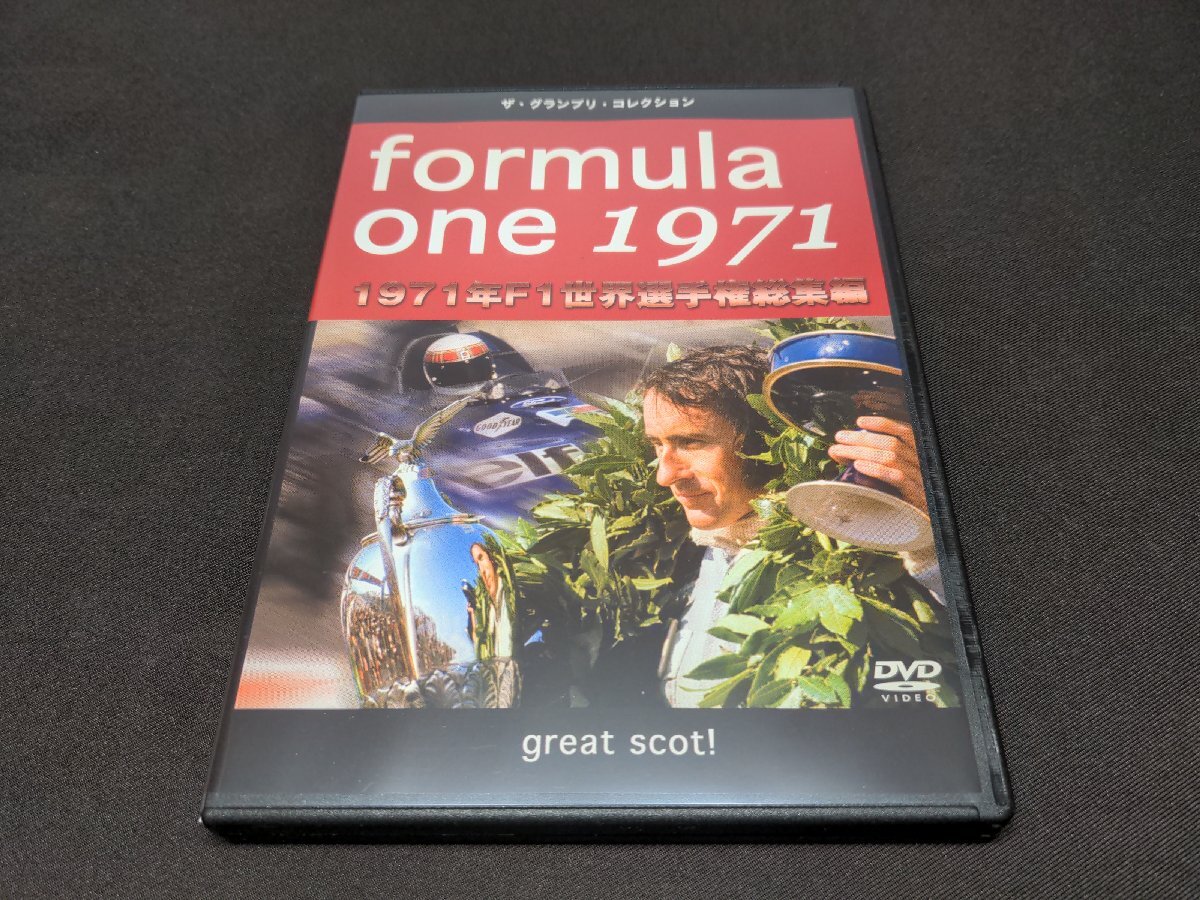 ザ・グランプリ・コレクション
formula
one 1971
1971年F1世界選手権総集編
GOODYEAR
elf
DVD
VIDEO
great scot!